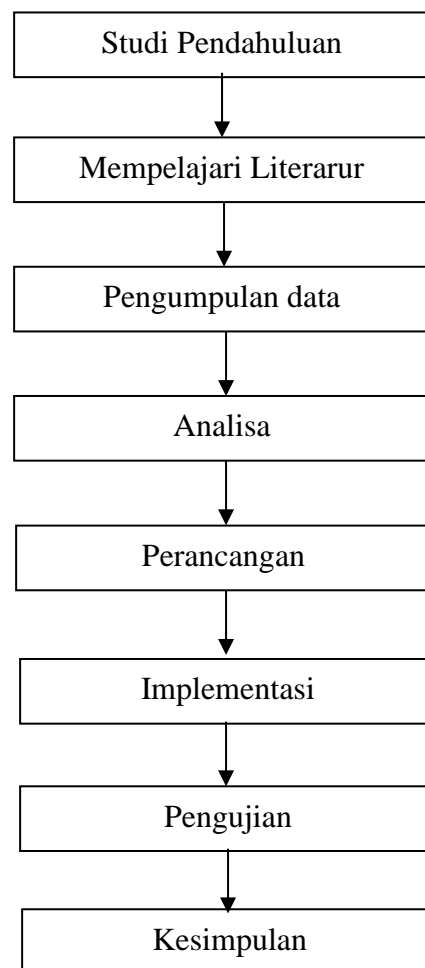 Studi Pendahuluan
Mempelajari Literarur
Pengumpulan data
Analisa
Perancangan
Implementasi
Pengujian
Kesimpulan